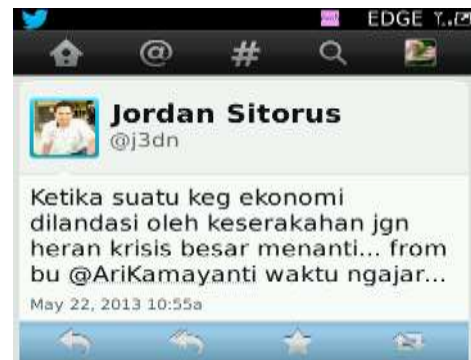 EDGE
@ #
Jordan Sitorus
@j3dn
Ketika suatu keg ekonomi
dilandasi oleh keserakahan jgn
heran krisis besar menanti... from
bu @AriKamayanti waktu ngajar...
May 22, 2013 10:55a